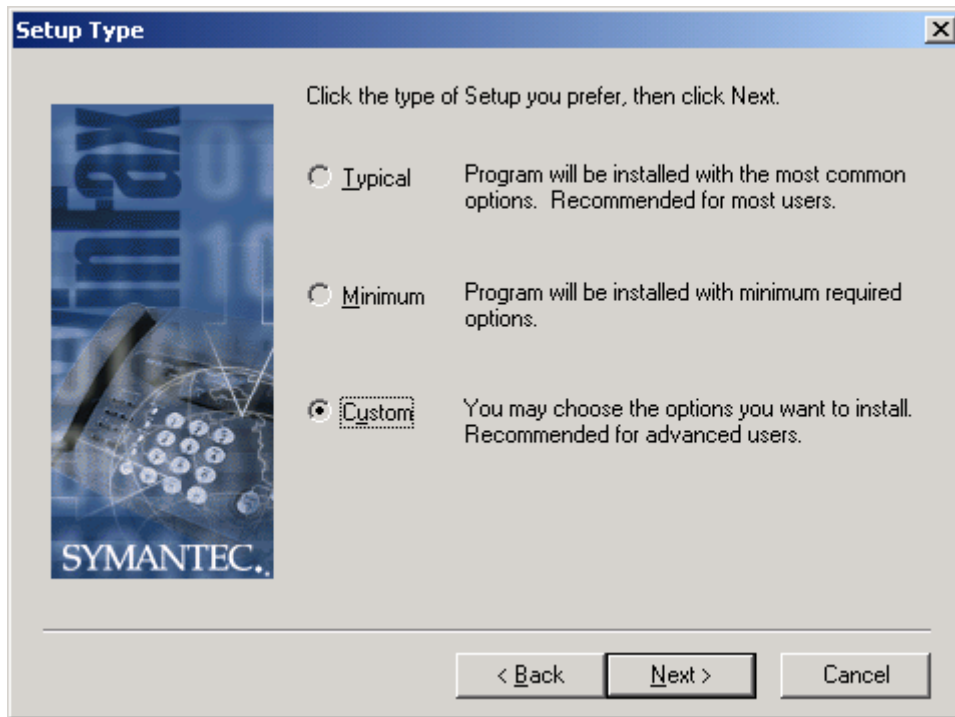 Setup Type
Click the type of Setup you prefer, then click Next.
Typical
Program will be installed with the most common
options.  Recommended for most users.
Minimum
Program will be installed with minimum required
options.
Custom
You may choose the options you want to install.
Recommended for advanced users.
WinFax
SYMANTEC.
< Back
Next >
Cancel